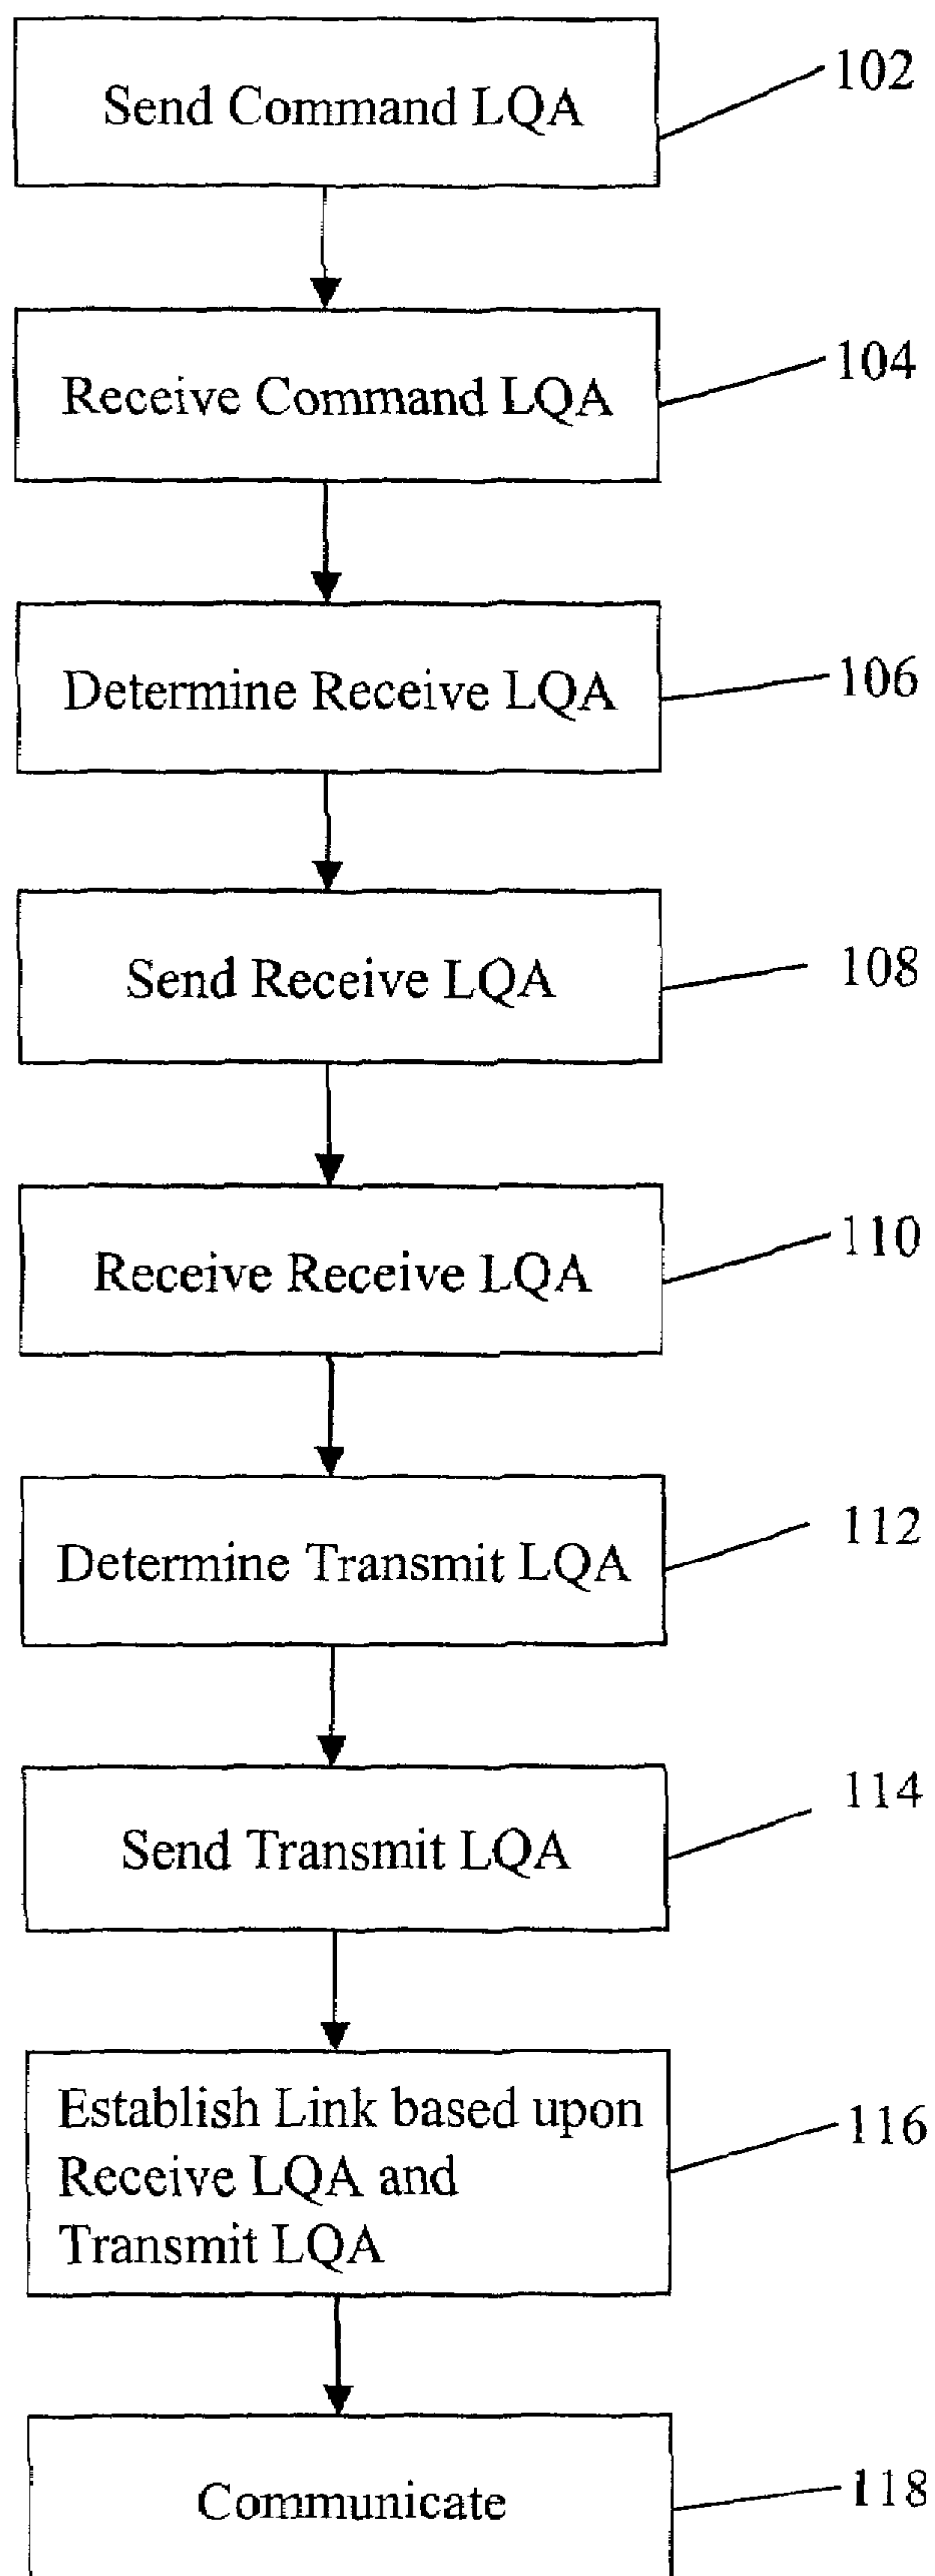 Send Command LQA
102
Receive Command LQA
104
Determine Receive LQA
106
Send Receive LQA
108
Receive Receive LQA
110
Determine Transmit LQA
112
Send Transmit LQA
114
Establish Link based upon
Receive LQA and
Transmit LQA
116
Communicate
118